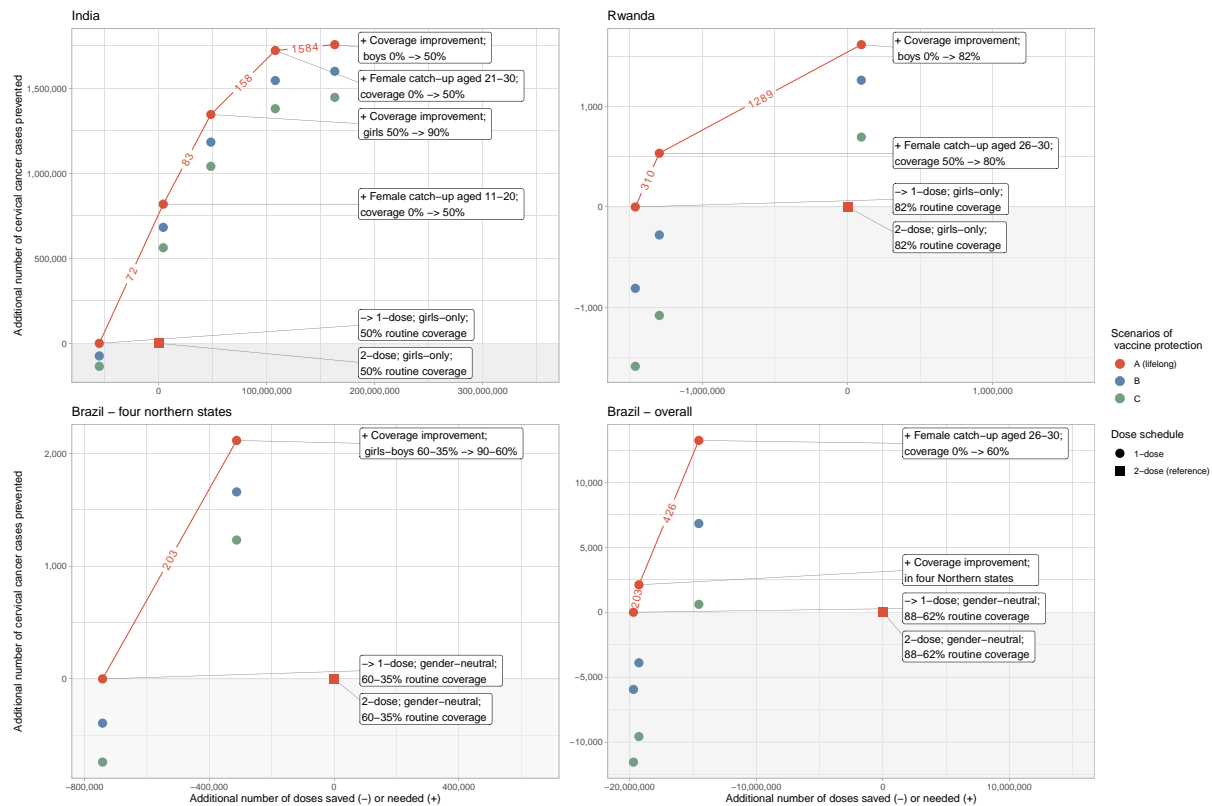 India
Additional number of cervical cancer cases prevented
1,500,000
1,000,000
500,000
0
0
100,000,000
200,000,000
300,000,000
72
83
158
1584
+ Coverage improvement;
boys 0% −> 50%
+ Female catch−up aged 21−30;
coverage 0% −> 50%
+ Coverage improvement;
girls 50% −> 90%
+ Female catch−up aged 11−20;
coverage 0% −> 50%
−> 1−dose; girls−only;
50% routine coverage
2−dose; girls−only;
50% routine coverage
Rwanda
1,000
0
−1,000
−1,000,000
0
1,000,000
310
1289
+ Coverage improvement;
boys 0% −> 82%
+ Female catch−up aged 26−30;
coverage 50% −> 80%
−> 1−dose; girls−only;
82% routine coverage
2−dose; girls−only;
82% routine coverage
Brazil − four northern states
Additional number of cervical cancer cases prevented
2,000
1,000
0
−800,000
−400,000
0
400,000
Additional number of doses saved (−) or needed (+)
203
+ Coverage improvement;
girls−boys 60−35% −> 90−60%
−> 1−dose; gender−neutral;
60−35% routine coverage
2−dose; gender−neutral;
60−35% routine coverage
Brazil − overall
10,000
5,000
0
−5,000
−10,000
−20,000,000
−10,000,000
0
10,000,000
Additional number of doses saved (−) or needed (+)
203
426
+ Female catch−up aged 26−30;
coverage 0% −> 60%
+ Coverage improvement;
in four Northern states
−> 1−dose; gender−neutral;
88−62% routine coverage
2−dose; gender−neutral;
88−62% routine coverage
Scenarios of
vaccine protection
A (lifelong)
B
C
Dose schedule
1−dose
2−dose (reference)